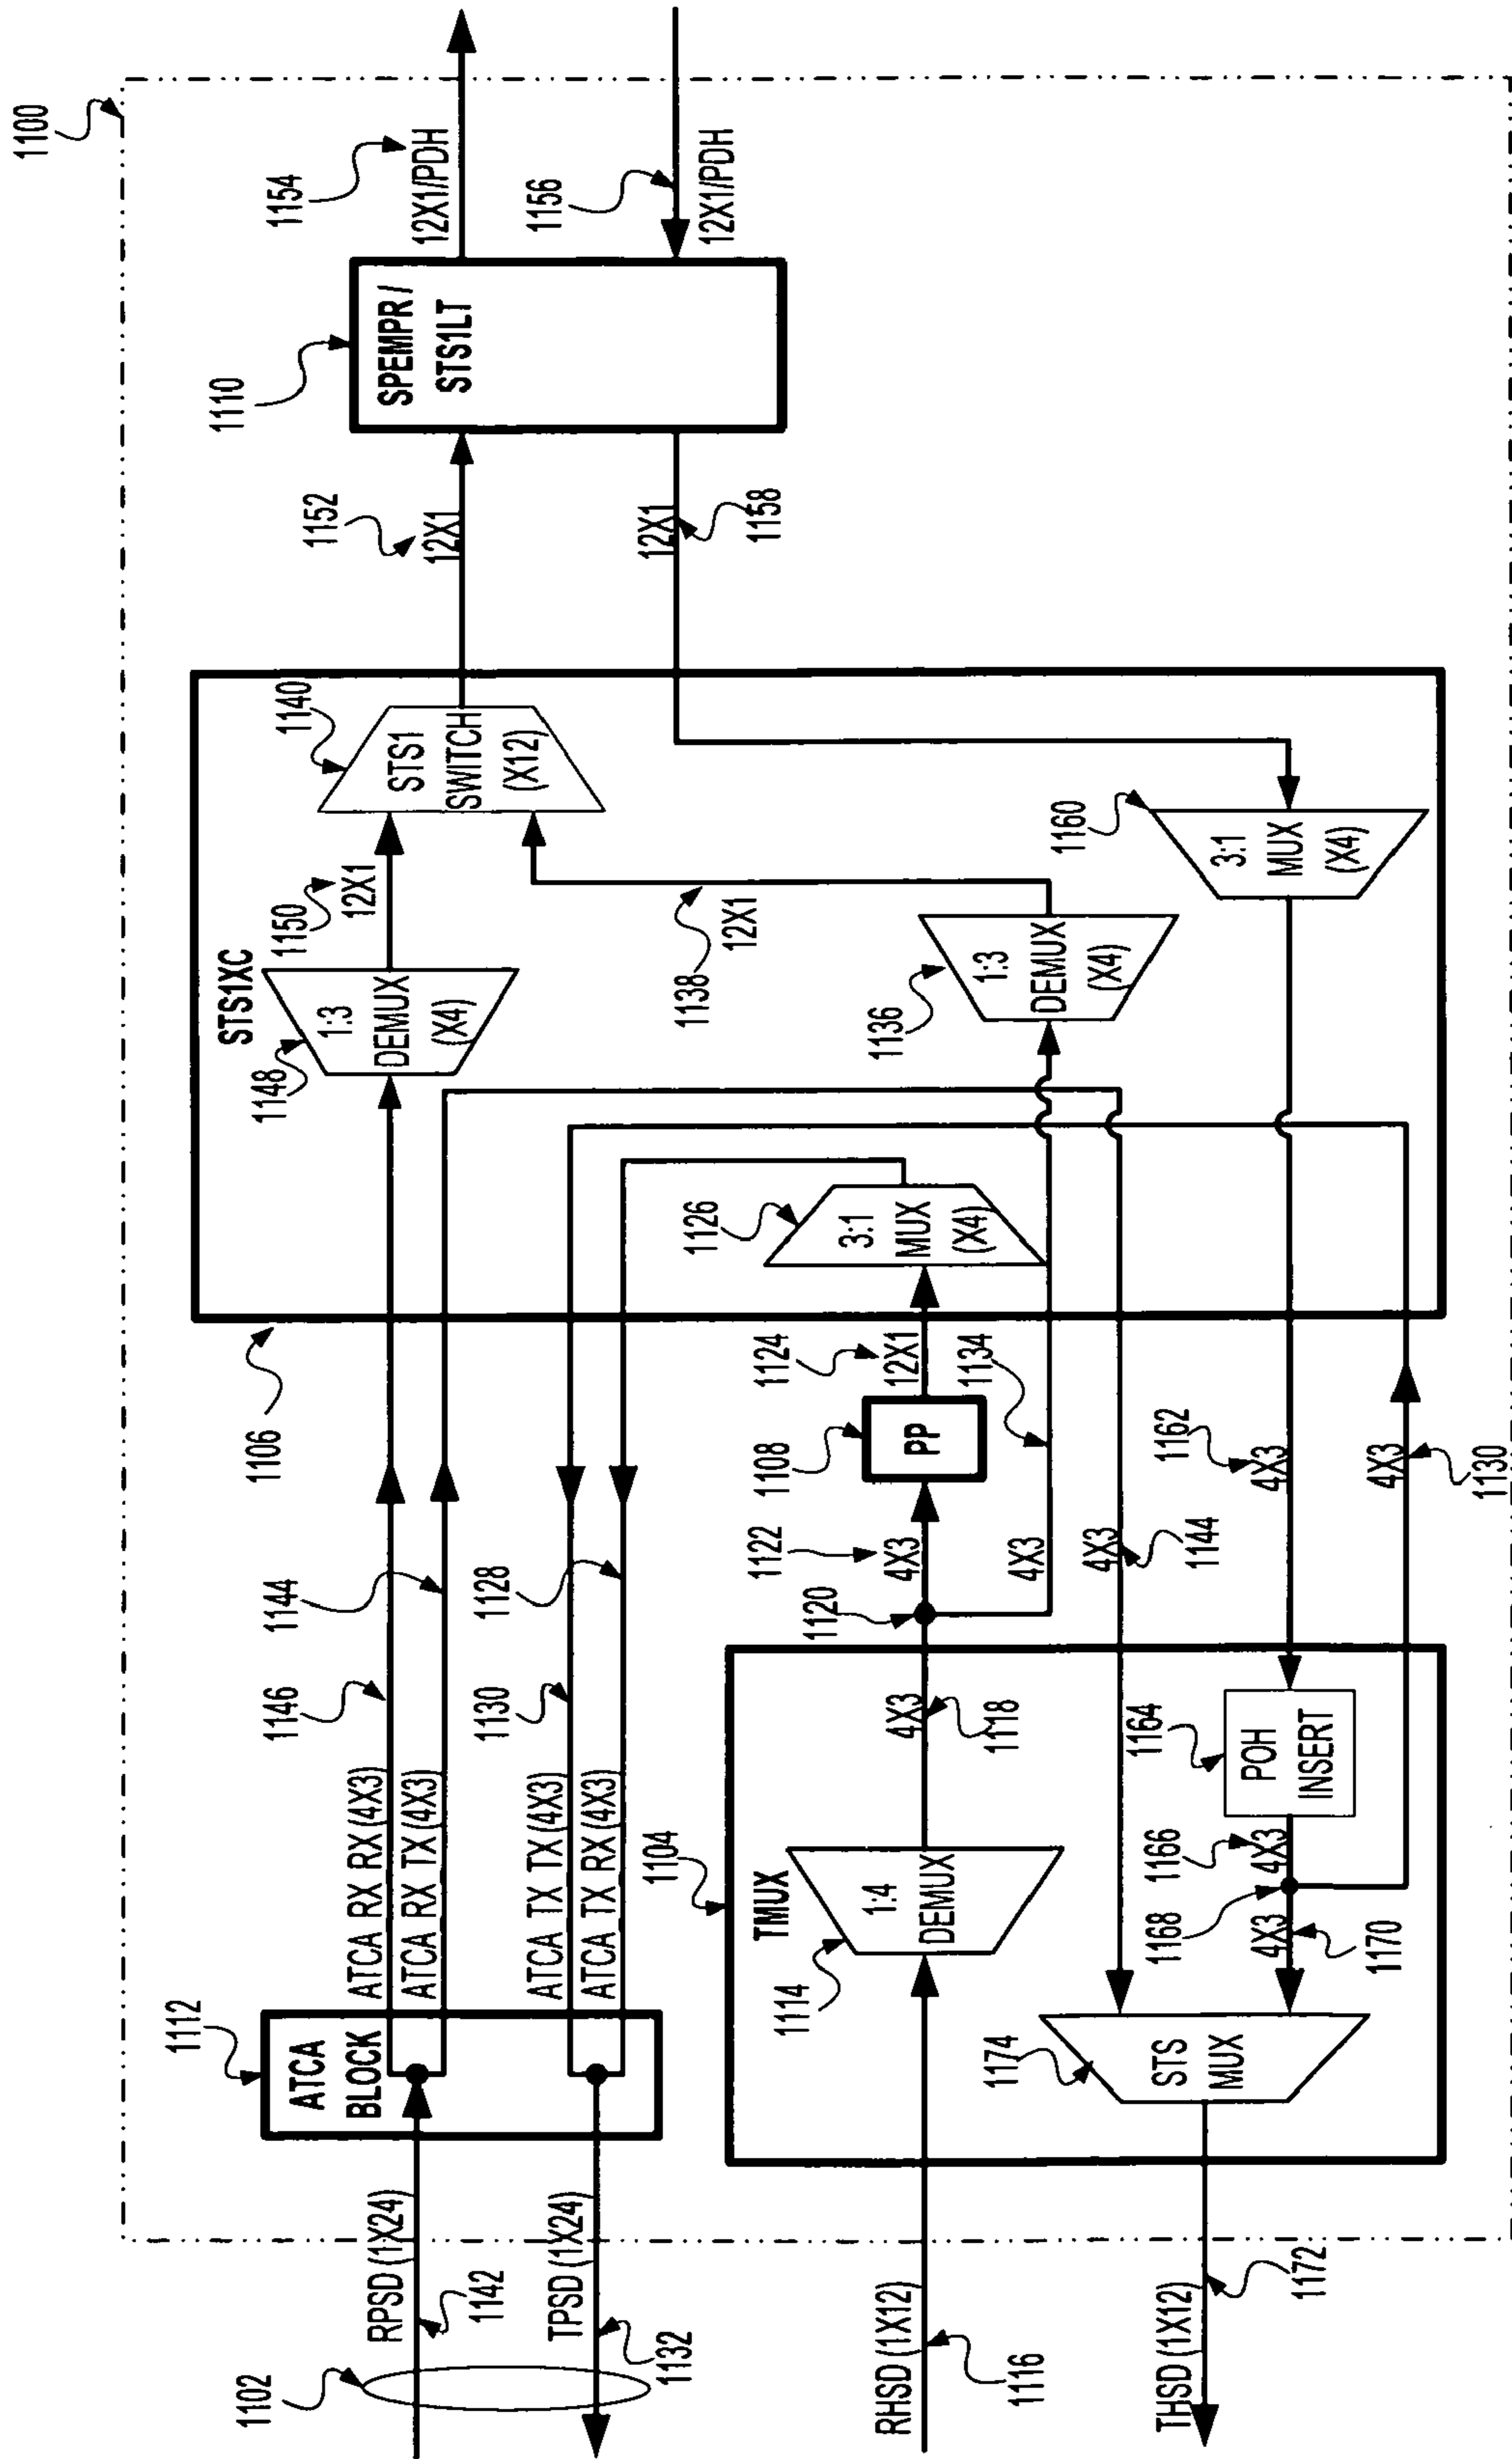 1100
1102
RPSD (1X24)
1142
TPSD (1X24)
1132
RHSD (1X12)
1116
THSD (1X12)
1172
1112
ATCA
BLOCK
ATCA RX RX (4X3)
ATCA RX TX (4X3)
ATCA TX TX (4X3)
ATCA TX RX (4X3)
1146
1144
1130
1128
1104
TMUX
1114
1:4
DEMUX
4X3
1118
1120
1122
4X3
1108
PP
1124
12X1
1134
4X3
4X3
1144
1174
STS
MUX
1170
4X3
1168
1166
4X3
1164
POH
INSERT
1162
4X3
4X3
1130
1106
STS1XC
1148
1:3
DEMUX
(X4)
1150
12X1
1140
STS1
SWITCH
(X12)
1126
3:1
MUX
(X4)
1136
1:3
DEMUX
(X4)
1138
12X1
1160
3:1
MUX
(X4)
1152
12X1
12X1
1158
1110
SPEMPR /
STS1LT
1154
12X1/PDH
1156
12X1/PDH